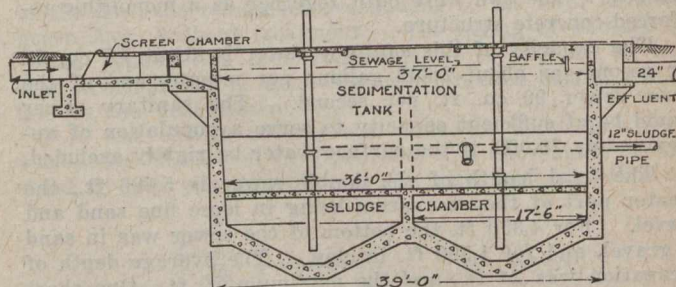 SCREEN CHAMBER
SEWAGE LEVEL
BAFFLE
37'-0"
24"
INLET
SEDIMENTATION
TANK
EFFLUENT
12" SLUDGE
PIPE
36'-0"
SLUDGE CHAMBER
17'-6"
39'-0"